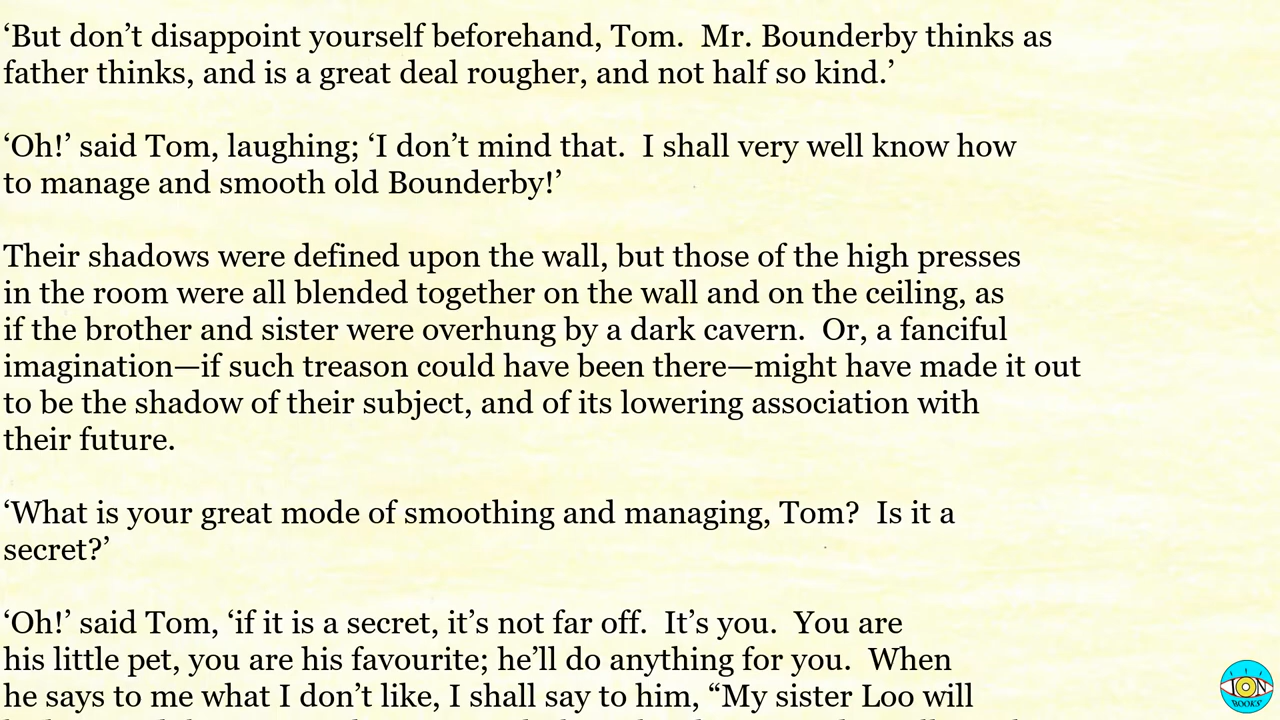 ‘But don’t disappoint yourself beforehand, Tom.  Mr. Bounderby thinks as
father thinks, and is a great deal rougher, and not half so kind.’
‘Oh!’ said Tom, laughing; ‘I don’t mind that.  I shall very well know how
to manage and smooth old Bounderby!’
Their shadows were defined upon the wall, but those of the high presses
in the room were all blended together on the wall and on the ceiling, as
if the brother and sister were overhung by a dark cavern.  Or, a fanciful
imagination—if such treason could have been there—might have made it out
to be the shadow of their subject, and of its lowering association with
their future.
‘What is your great mode of smoothing and managing, Tom?  Is it a
secret?’
‘Oh!’ said Tom, ‘if it is a secret, it’s not far off.  It’s you.  You are
his little pet, you are his favourite; he’ll do anything for you.  When
he says to me what I don’t like, I shall say to him, “My sister Loo will
ION
BOOKS